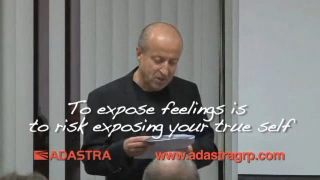 To expose feelings is
to risk exposing your true self
ADASTRA www.adastragrp.com